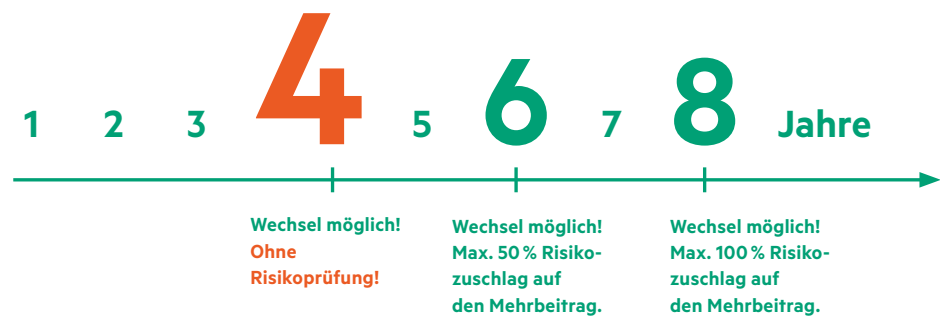 1 2 3 4 5 6 7 8 Jahre
Wechsel möglich!
Ohne
Risikoprüfung!
Wechsel möglich!
Max. 50 % Risiko-
zuschlag auf
den Mehrbeitrag.
Wechsel möglich!
Max. 100 % Risiko-
zuschlag auf
den Mehrbeitrag.